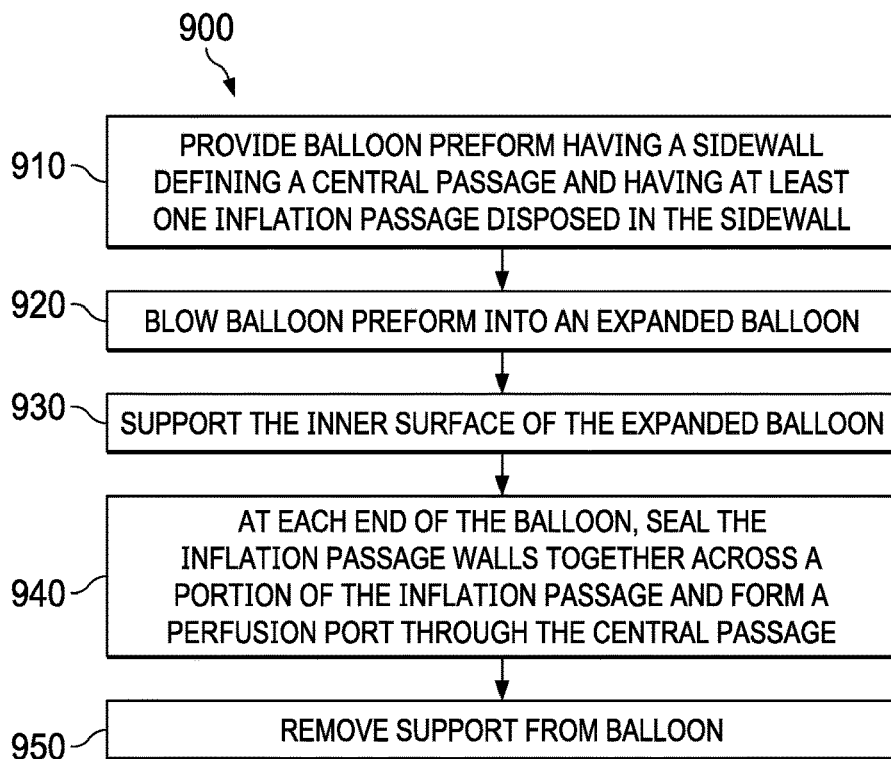 900
910
PROVIDE BALLOON PREFORM HAVING A SIDEWALL
DEFINING A CENTRAL PASSAGE AND HAVING AT LEAST
ONE INFLATION PASSAGE DISPOSED IN THE SIDEWALL
920
BLOW BALLOON PREFORM INTO AN EXPANDED BALLOON
930
SUPPORT THE INNER SURFACE OF THE EXPANDED BALLOON
940
AT EACH END OF THE BALLOON, SEAL THE
INFLATION PASSAGE WALLS TOGETHER ACROSS A
PORTION OF THE INFLATION PASSAGE AND FORM A
PERFUSION PORT THROUGH THE CENTRAL PASSAGE
950
REMOVE SUPPORT FROM BALLOON